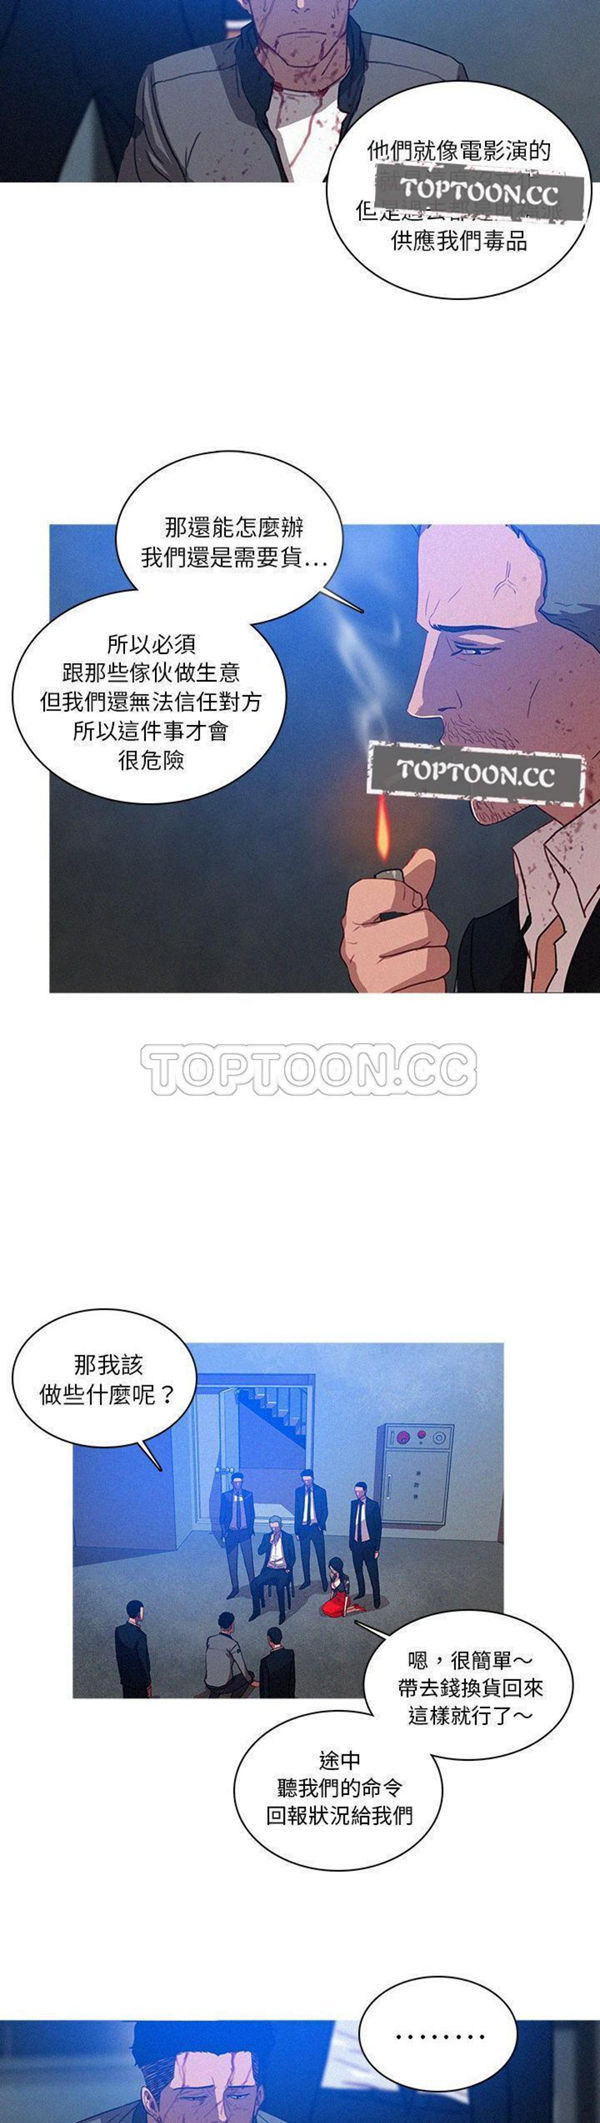 他們就像電影演的
TOPTOON.CC
供應我們毒品
那還能怎麼辦
我們還是需要貨...
所以必須
跟那些傢伙做生意
但我們還無法信任對方
所以這件事才會
很危險
TOPTOON.CC
TOPTOON.CC
那我該
做些什麼呢？
嗯，很簡單～
帶去錢換貨回來
這樣就行了～
途中
聽我們的命令
回報狀況給我們
........